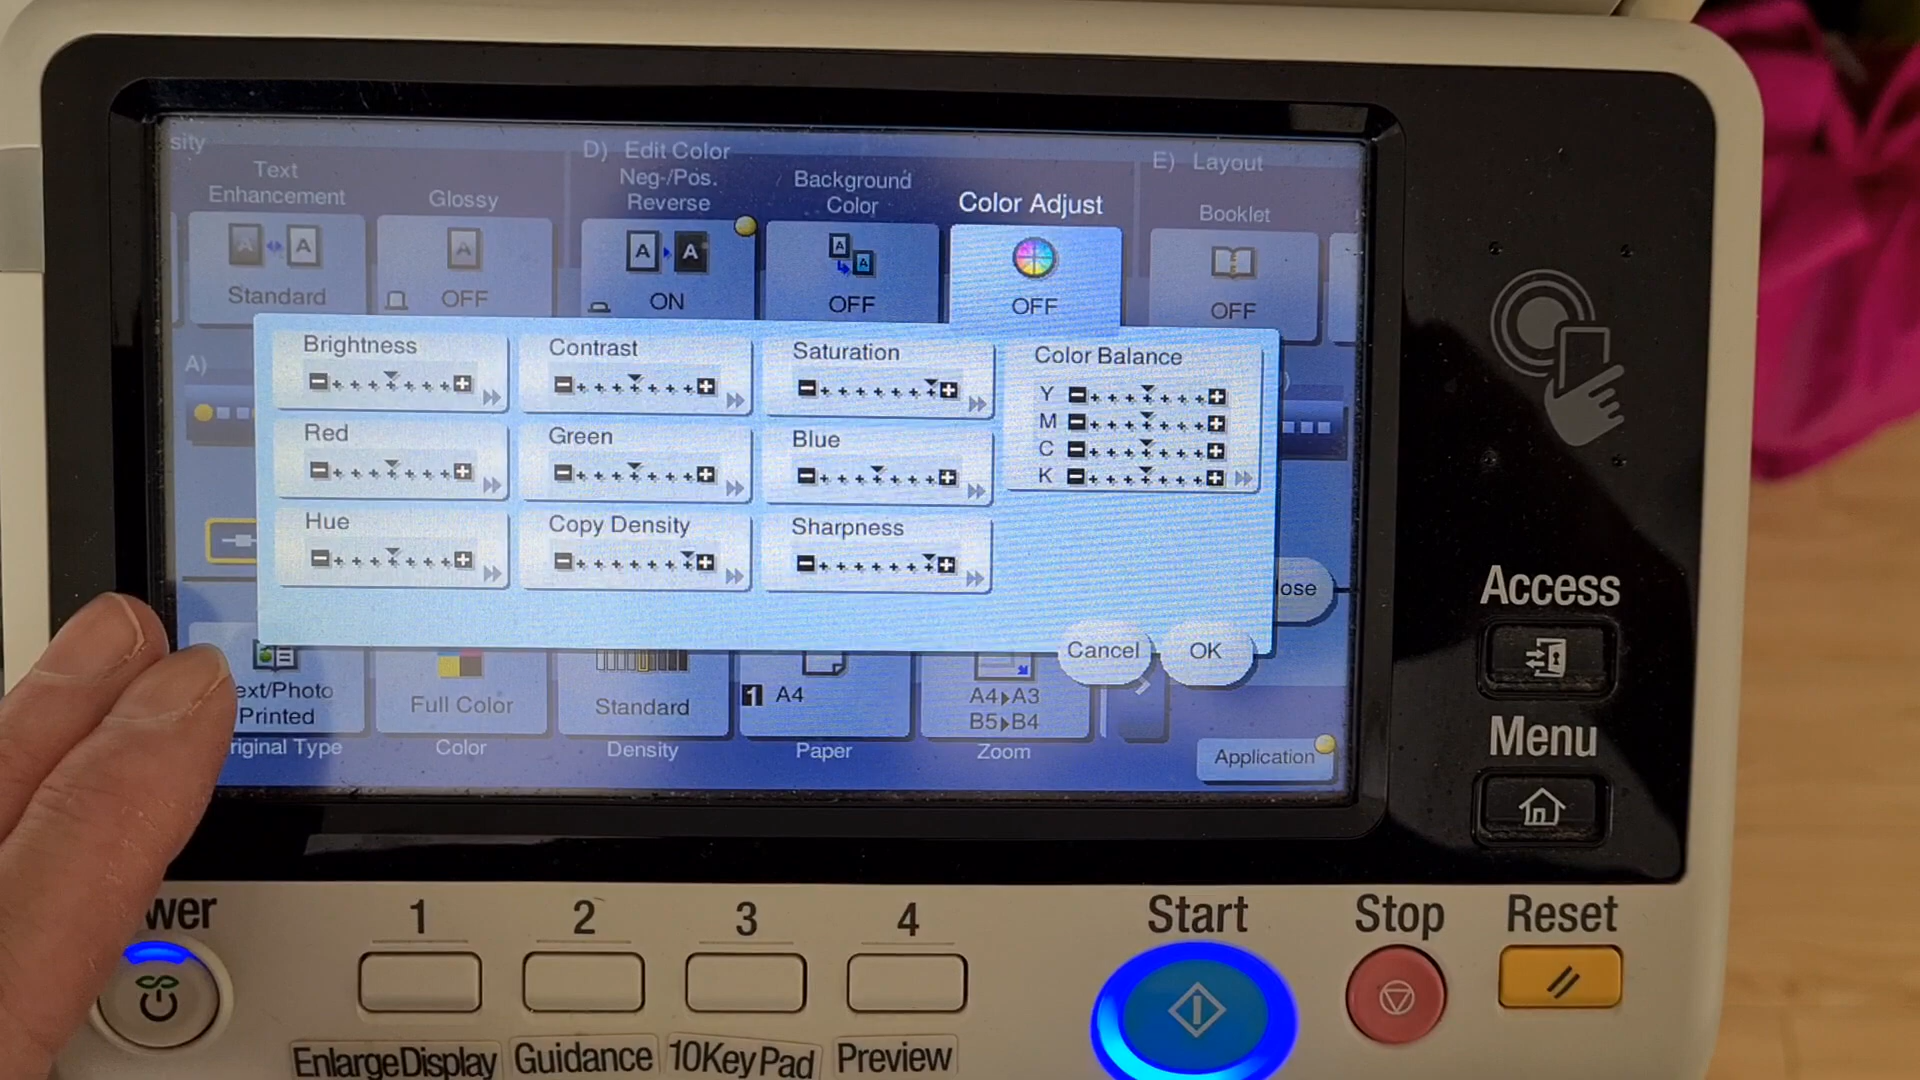 sity
D) Edit Color
E) Layout
Text
Enhancement
Glossy
Neg-/Pos.
Reverse
Background
Color
Color Adjust
Booklet
A A
Standard
A
OFF
A A
ON
A A
OFF
OFF
OFF
A)
Brightness
Contrast
Saturation
Color Balance
Y
M
C
K
Red
Green
Blue
Hue
Copy Density
Sharpness
lose
Cancel
OK
ext/Photo
Printed
Full Color
Standard
1 A4
A4▸A3
B5▸B4
riginal Type
Color
Density
Paper
Zoom
Application
Access
Menu
wer
1
2
3
4
Start
Stop
Reset
EnlargeDisplay
Guidance
10KeyPad
Preview